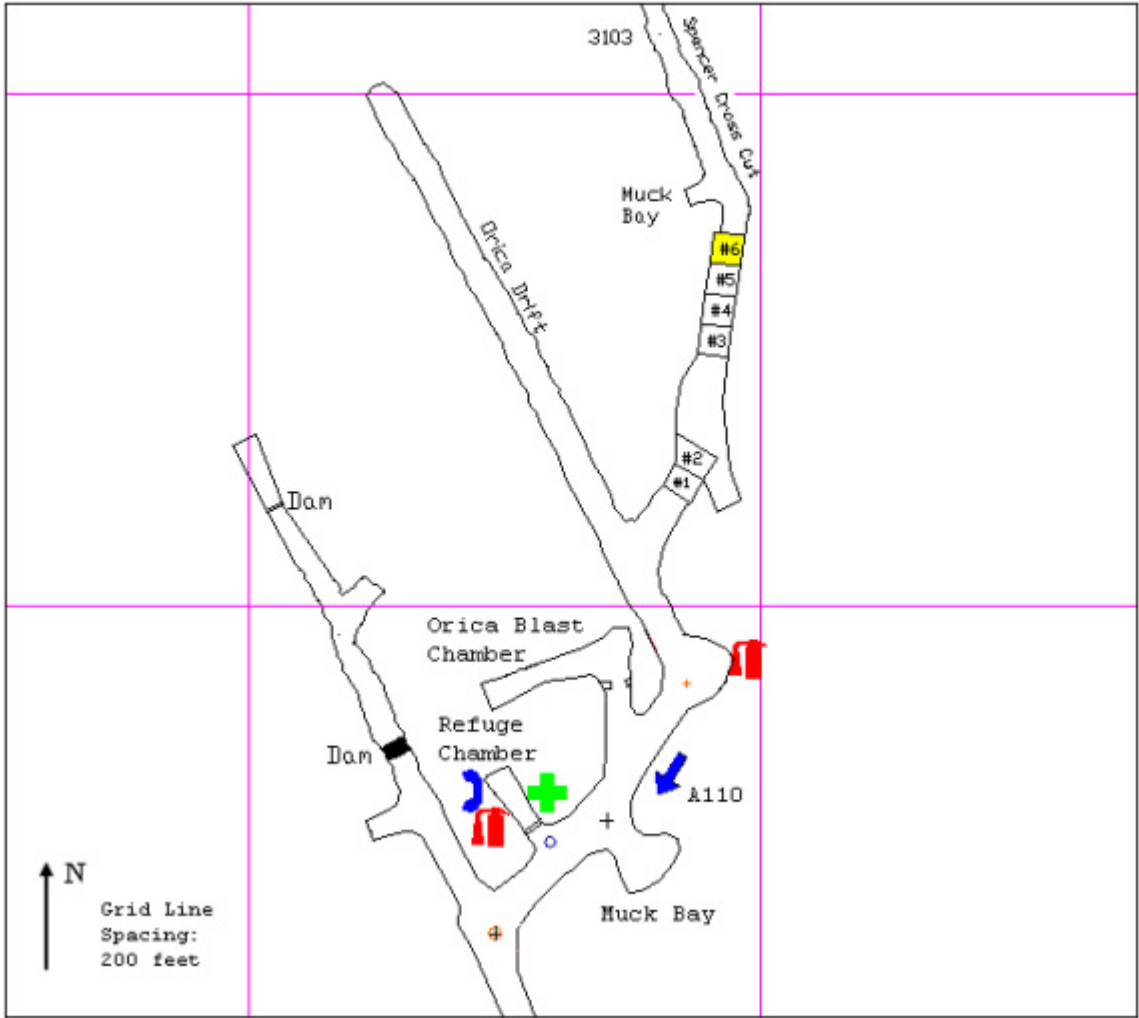 3103
Spencer Cross Cut
Muck
Bay
Orica Drift
#6
#5
#4
#3
#2
#1
Dam
Orica Blast
Chamber
Refuge
Chamber
Dam
A110
Muck Bay
N
Grid Line
Spacing:
200 feet